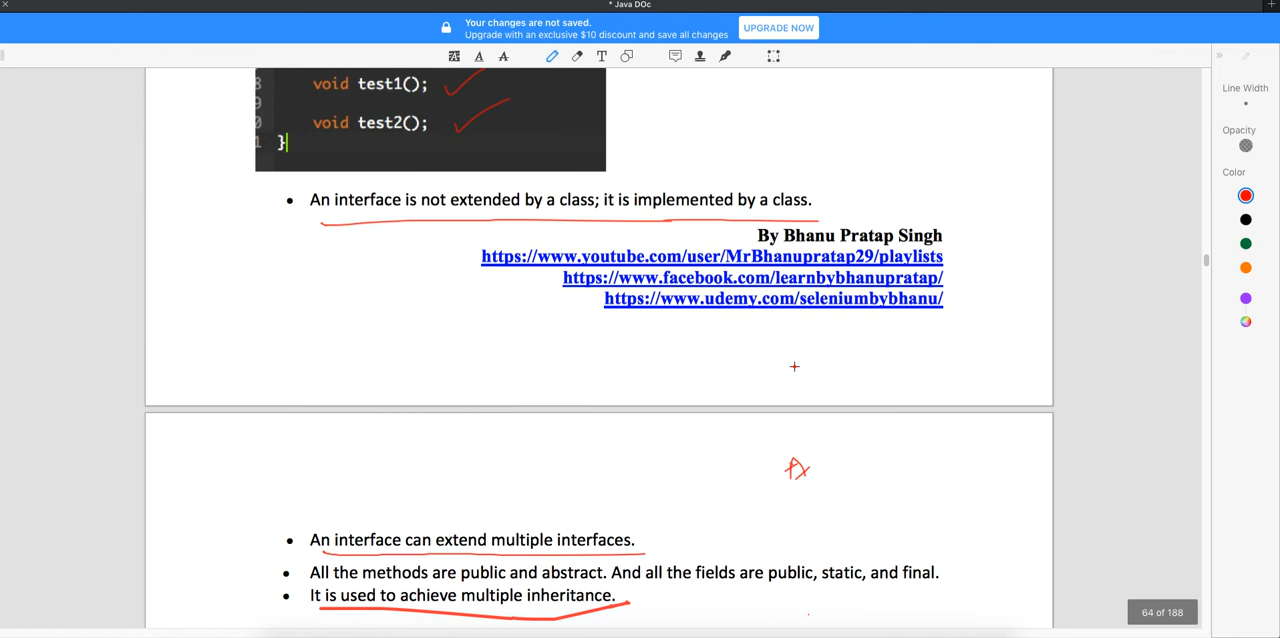 * Java DOc
Your changes are not saved.
Upgrade with an exclusive $10 discount and save all changes
UPGRADE NOW
T
Line Width
Opacity
Color
8 void test1();
9
0 void test2();
1 }
• An interface is not extended by a class; it is implemented by a class.
By Bhanu Pratap Singh
https://www.youtube.com/user/MrBhanupratap29/playlists
https://www.facebook.com/learnbybhanupratap/
https://www.udemy.com/seleniumbybhanu/
• An interface can extend multiple interfaces.
• All the methods are public and abstract. And all the fields are public, static, and final.
• It is used to achieve multiple inheritance.
64 of 188